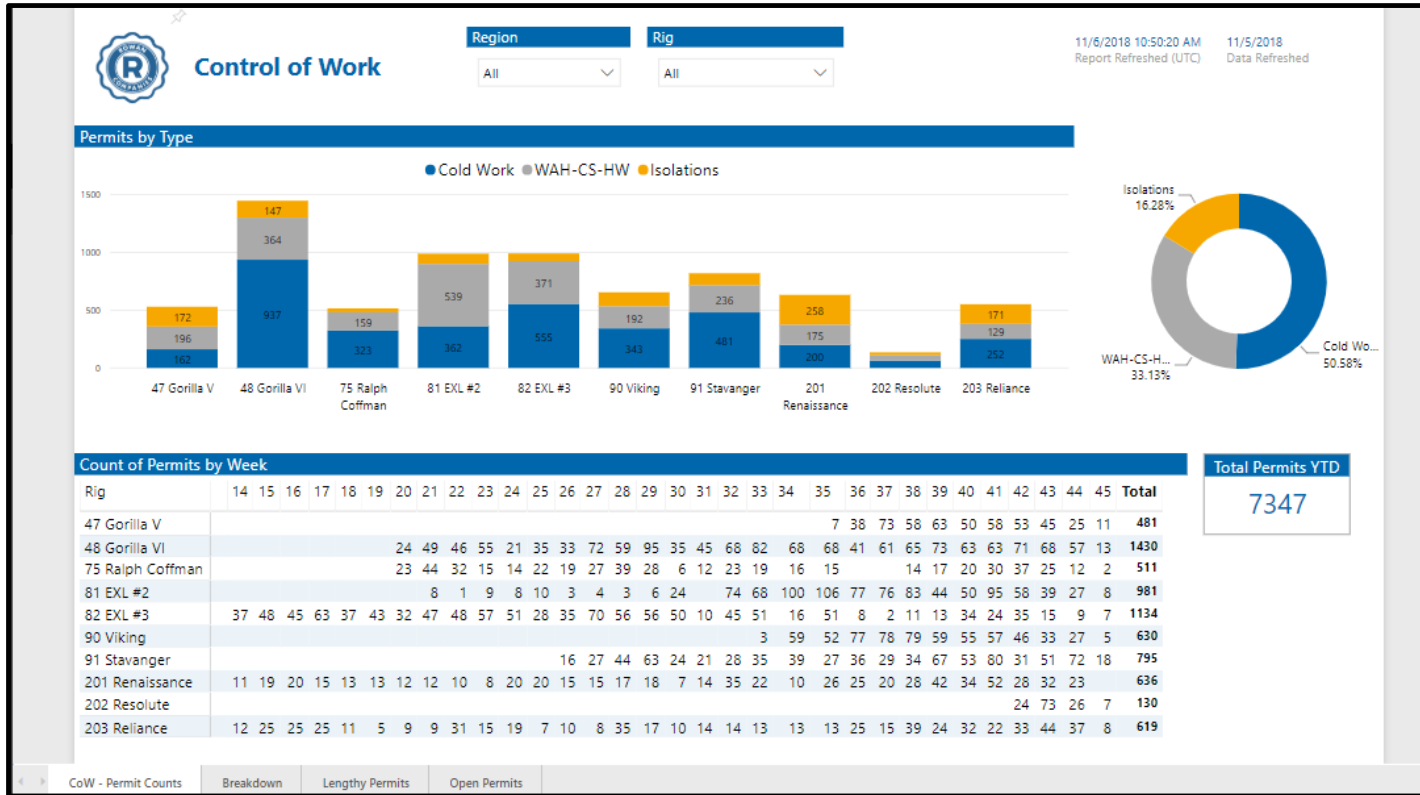 ROWAN
R
COMPANIES
Control of Work
Region
All
Rig
All
11/6/2018 10:50:20 AM
Report Refreshed (UTC)
11/5/2018
Data Refreshed
Permits by Type
Cold Work WAH-CS-HW Isolations
1500
1000
500
0
172
196
162
147
364
937
159
323
539
362
371
555
192
343
236
481
258
175
200
171
129
252
47 Gorilla V
48 Gorilla VI
75 Ralph
Coffman
81 EXL #2
82 EXL #3
90 Viking
91 Stavanger
201
Renaissance
202 Resolute
203 Reliance
Isolations
16.28%
WAH-CS-H...
33.13%
Cold Wo...
50.58%
Count of Permits by Week
Rig 14 15 16 17 18 19 20 21 22 23 24 25 26 27 28 29 30 31 32 33 34 35 36 37 38 39 40 41 42 43 44 45 Total
47 Gorilla V 7 38 73 58 63 50 58 53 45 25 11 481
48 Gorilla VI 24 49 46 55 21 35 33 72 59 95 35 45 68 82 68 68 41 61 65 73 63 63 71 68 57 13 1430
75 Ralph Coffman 23 44 32 15 14 22 19 27 39 28 6 12 23 19 16 15 14 17 20 30 37 25 12 2 511
81 EXL #2 8 1 9 8 10 3 4 3 6 24 74 68 100 106 77 76 83 44 50 95 58 39 27 8 981
82 EXL #3 37 48 45 63 37 43 32 47 48 57 51 28 35 70 56 56 50 10 45 51 16 51 8 2 11 13 34 24 35 15 9 7 1134
90 Viking 3 59 52 77 78 79 59 55 57 46 33 27 5 630
91 Stavanger 16 27 44 63 24 21 28 35 39 27 36 29 34 67 53 80 31 51 72 18 795
201 Renaissance 11 19 20 15 13 13 12 12 10 8 20 20 15 15 17 18 7 14 35 22 10 26 25 20 28 42 34 52 28 32 23 636
202 Resolute 24 73 26 7 130
203 Reliance 12 25 25 25 11 5 9 9 31 15 19 7 10 8 35 17 10 14 14 13 13 13 25 15 39 24 32 22 33 44 37 8 619
Total Permits YTD
7347
CoW - Permit Counts
Breakdown
Lengthy Permits
Open Permits